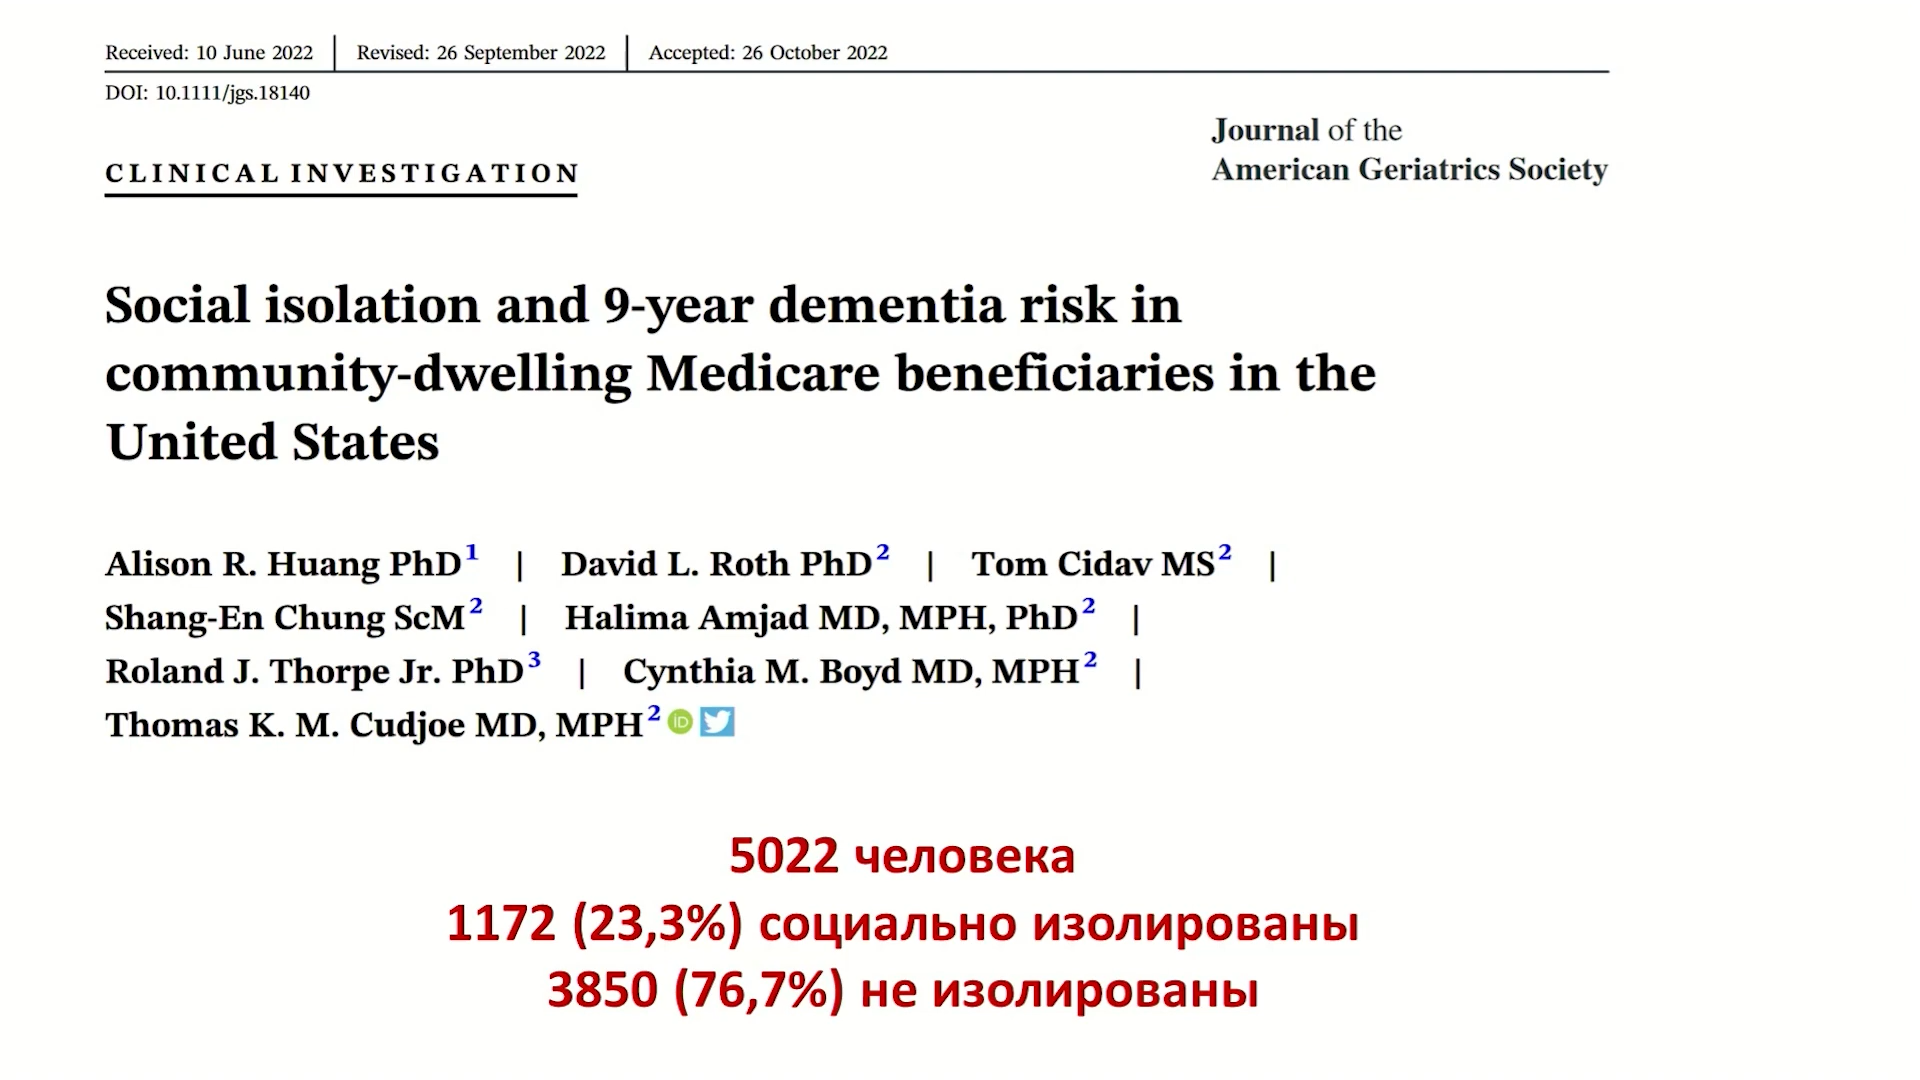 Received: 10 June 2022 | Revised: 26 September 2022 | Accepted: 26 October 2022
DOI: 10.1111/jgs.18140
Journal of the
American Geriatrics Society
CLINICAL INVESTIGATION
Social isolation and 9-year dementia risk in
community-dwelling Medicare beneficiaries in the
United States
Alison R. Huang PhD1 | David L. Roth PhD2 | Tom Cidav MS2 |
Shang-En Chung ScM2 | Halima Amjad MD, MPH, PhD2 |
Roland J. Thorpe Jr. PhD3 | Cynthia M. Boyd MD, MPH2 |
Thomas K. M. Cudjoe MD, MPH2 iD
5022 человека
1172 (23,3%) социально изолированы
3850 (76,7%) не изолированы